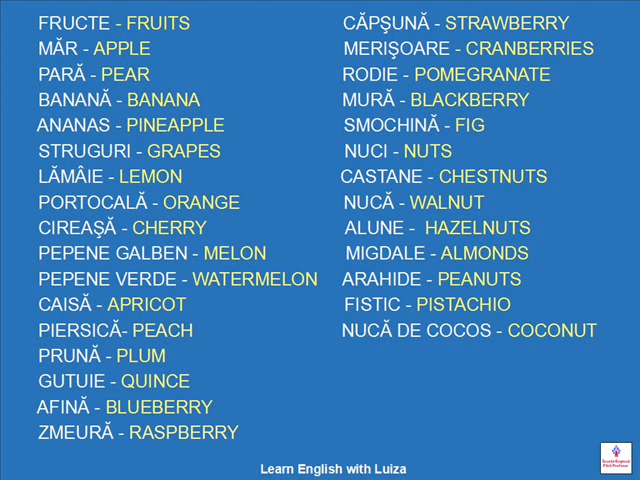 FRUCTE - FRUITS
MĂR - APPLE
PARĂ - PEAR
BANANĂ - BANANA
ANANAS - PINEAPPLE
STRUGURI - GRAPES
LĂMÂIE - LEMON
PORTOCALĂ - ORANGE
CIREAŞĂ - CHERRY
PEPENE GALBEN - MELON
PEPENE VERDE - WATERMELON
CAISĂ - APRICOT
PIERSICĂ- PEACH
PRUNĂ - PLUM
GUTUIE - QUINCE
AFINĂ - BLUEBERRY
ZMEURĂ - RASPBERRY
CĂPŞUNĂ - STRAWBERRY
MERIŞOARE - CRANBERRIES
RODIE - POMEGRANATE
MURĂ - BLACKBERRY
SMOCHINĂ - FIG
NUCI - NUTS
CASTANE - CHESTNUTS
NUCĂ - WALNUT
ALUNE - HAZELNUTS
MIGDALE - ALMONDS
ARAHIDE - PEANUTS
FISTIC - PISTACHIO
NUCĂ DE COCOS - COCONUT
Learn English with Luiza